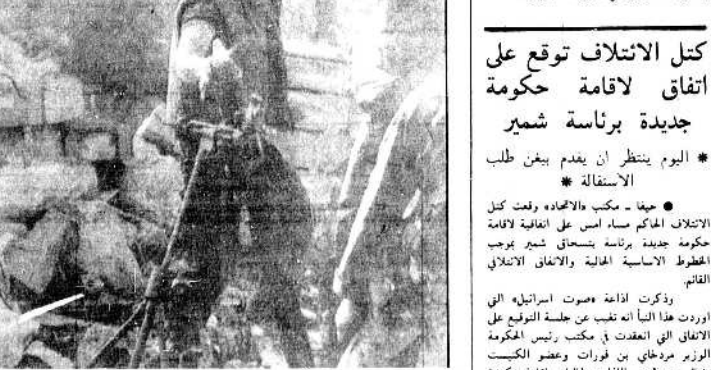 كتل الائتلاف توقع على
اتفاق لاقامة حكومة
جديدة برئاسة شمير
* اليوم ينتظر ان يقدم بيغن طلب
الاستقالة *
● حيفا ـ مكتب «الاتحاد» وقعت كتل
الائتلاف الحاكم مساء امس على اتفاقية لاقامة
حكومة جديدة برئاسة يتسحاق شمير بموجب
الخطوط الاساسية الحالية والاتفاق الائتلافي
القائم.
وذكرت اذاعة «صوت اسرائيل» التي
اوردت هذا النبأ انه تغيب عن جلسة التوقيع على
الاتفاق التي انعقدت في مكتب رئيس الحكومة
الوزير مردخاي بن فورات وعضو الكنيست